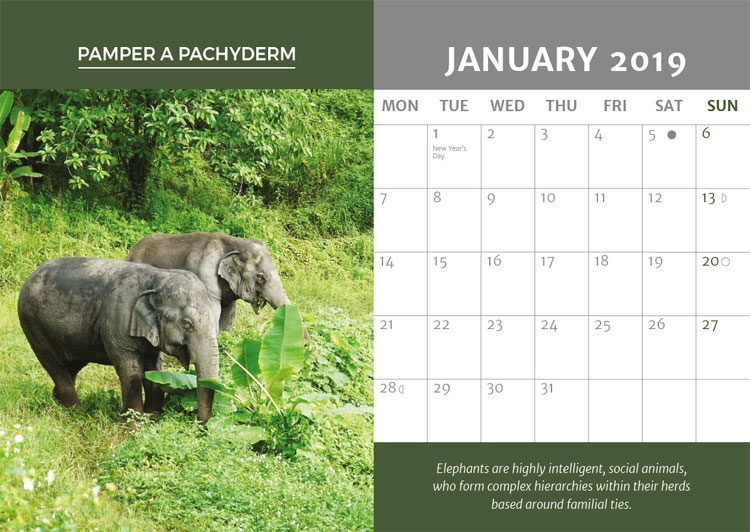 PAMPER A PACHYDERM
JANUARY 2019
MON TUE WED THU FRI SAT SUN
1 2 3 4 5 6
New Year's
Day
7 8 9 10 11 12 13
14 15 16 17 18 19 20
21 22 23 24 25 26 27
28 29 30 31
Elephants are highly intelligent, social animals,
who form complex hierarchies within their herds
based around familial ties.